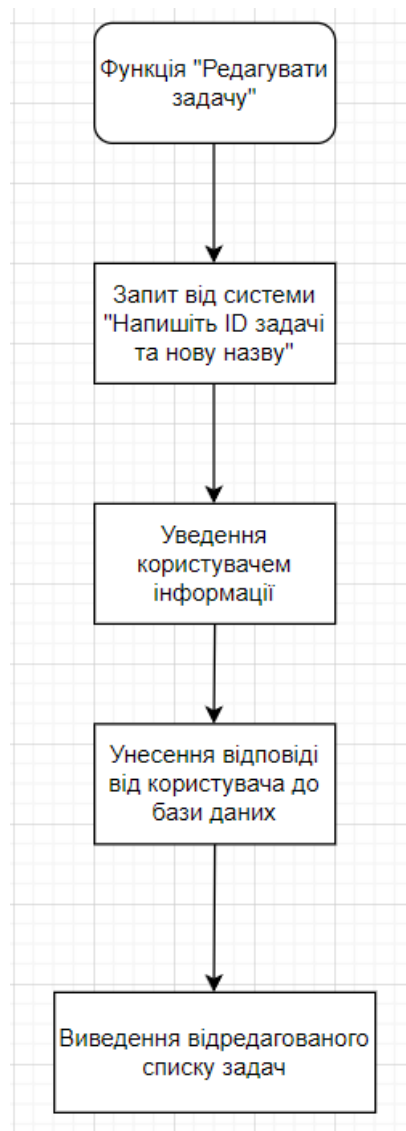 Функція "Редагувати
задачу"
Запит від системи
"Напишіть ID задачі
та нову назву"
Уведення
користувачем
інформації
Унесення відповіді
від користувача до
бази даних
Виведення відредагованого
списку задач